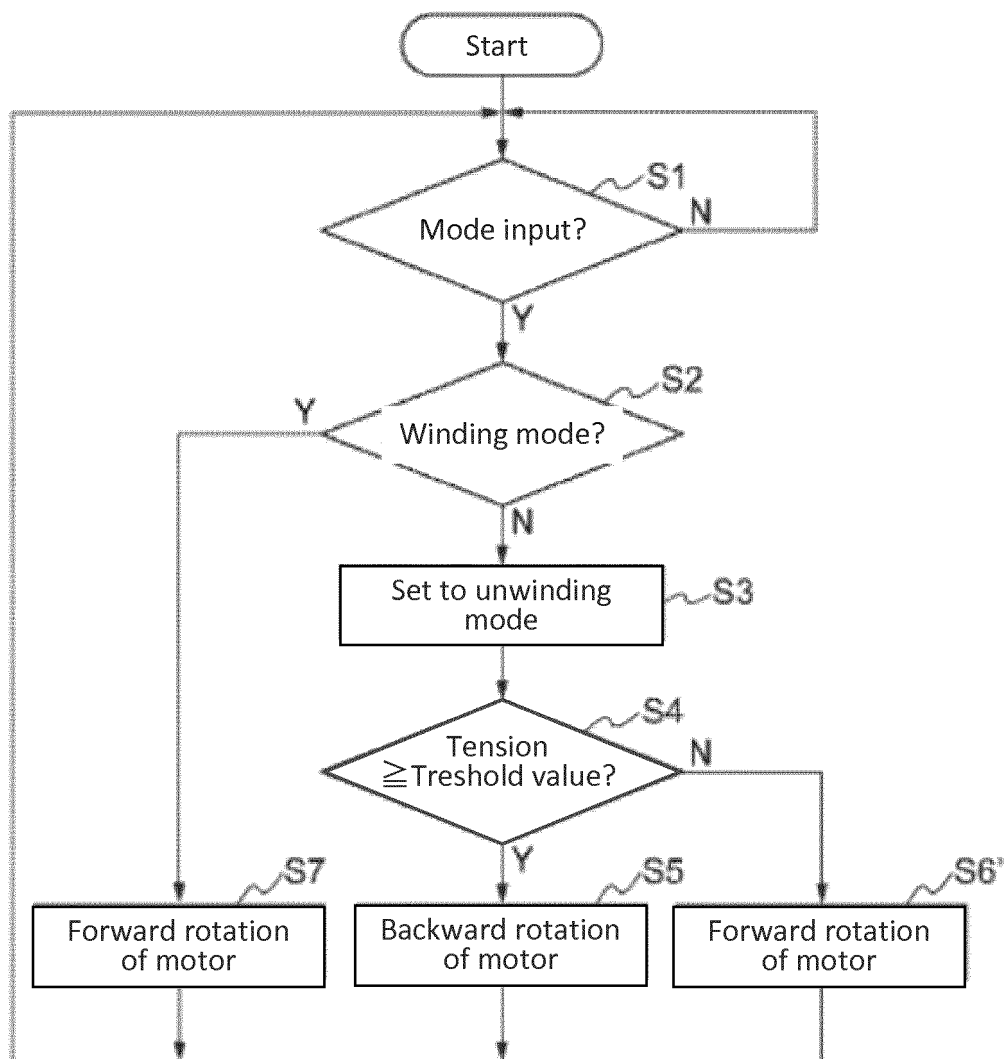 Start
S1
Mode input?
N
Y
S2
Y
Winding mode?
N
Set to unwinding
mode
S3
S4
Tension
≧Treshold value?
N
Y
S7
S5
S6'
Forward rotation
of motor
Backward rotation
of motor
Forward rotation
of motor